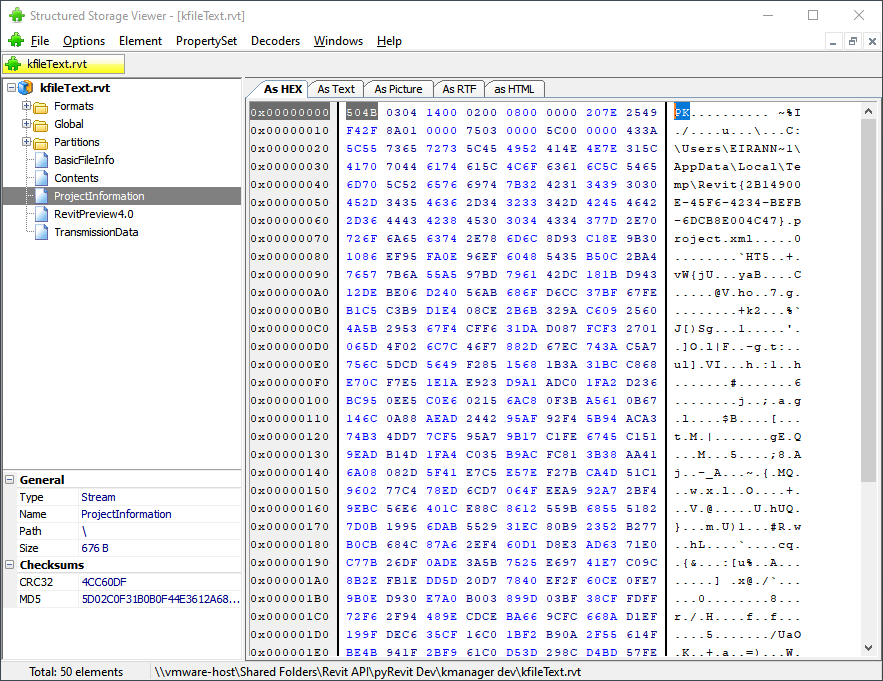 Structured Storage Viewer - [kfileText.rvt]
File Options Element PropertySet Decoders Windows Help
kfileText.rvt
kfileText.rvt
Formats
Global
Partitions
BasicFileInfo
Contents
ProjectInformation
RevitPreview4.0
TransmissionData
General
Type Stream
Name ProjectInformation
Path \
Size 676 B
Checksums
CRC32 4CC60DF
MD5 5D02C0F31B0B0F44E3612A68...
As HEX As Text As Picture As RTF as HTML
0x00000000 504B 0304 1400 0200 0800 0000 207E 2549 PK.......... ~%I
0x00000010 F42F 8A01 0000 7503 0000 5C00 0000 433A ./....u...\...C:
0x00000020 5C55 7365 7273 5C45 4952 414E 4E7E 315C \Users\EIRANN~1\
0x00000030 4170 7044 6174 615C 4C6F 6361 6C5C 5465 AppData\Local\Te
0x00000040 6D70 5C52 6576 6974 7B32 4231 3439 3030 mp\Revit{2B14900
0x00000050 452D 3435 4636 2D34 3233 342D 4245 4642 E-45F6-4234-BEFB
0x00000060 2D36 4443 4238 4530 3034 4334 377D 2E70 -6DCB8E004C47}.p
0x00000070 726F 6A65 6374 2E78 6D6C 8D93 C18E 9B30 roject.xml.....0
0x00000080 1086 EF95 FA0E 96EF 6048 5435 B50C 2BA4 ........`HT5..+.
0x00000090 7657 7B6A 55A5 97BD 7961 42DC 181B D943 vW{jU...yaB....C
0x000000A0 12DE BE06 D240 56AB 686F D6CC 37BF 67FE .....@V.ho..7.g.
0x000000B0 B1C5 C3B9 D1E4 08CE 2B6B 329A C609 2560 ........+k2...%`
0x000000C0 4A5B 2953 67F4 CFF6 31DA D087 FCF3 2701 J[)Sg...1.....'.
0x000000D0 065D 4F02 6C7C 46F7 882D 67EC 743A C5A7 .]O.l|F..-g.t:..
0x000000E0 756C 5DCD 5649 F285 1568 1B3A 31BC C868 ul].VI...h.:1..h
0x000000F0 E70C F7E5 1E1A E923 D9A1 ADC0 1FA2 D236 .......#.......6
0x00000100 BC95 0EE5 C0E6 0215 6AC8 0F3B A561 0B67 ........j..;.a.g
0x00000110 146C 0A88 AEAD 2442 95AF 92F4 5B94 ACA3 .l....$B....[...
0x00000120 74B3 4DD7 7CF5 95A7 9B17 C1FE 6745 C151 t.M.|.......gE.Q
0x00000130 9EAD B14D 1FA4 C035 B9AC FC81 3B38 AA41 ...M...5....;8.A
0x00000140 6A08 082D 5F41 E7C5 E57E F27B CA4D 51C1 j..-_A...~.{.MQ.
0x00000150 9602 77C4 78ED 6CD7 064F EEA9 92A7 2BF4 ..w.x.l..O....+.
0x00000160 9EBC 56E6 401C E88C 8612 559B 6855 5182 ..V.@.....U.hUQ.
0x00000170 7D0B 1995 6DAB 5529 31EC 80B9 2352 B277 }...m.U)1...#R.w
0x00000180 B0CB 684C 87A6 2EF4 60D1 D8E3 AD63 71E0 ..hL....`....cq.
0x00000190 C77B 26DF 0ADE 3A5B 7525 E697 41E7 C09C .{&...:[u%..A...
0x000001A0 8B2E FB1E DD5D 20D7 7840 EF2F 60CE 0FE7 .....] .x@./`...
0x000001B0 9B0E D930 E7A0 B003 899D 03BF 38CF FDFF ...0........8...
0x000001C0 72F6 2F94 489E CDCE BA66 9CFC 668A D1EF r./.H....f..f...
0x000001D0 199F DEC6 35CF 16C0 1BF2 B90A 2F55 614F ....5......./UaO
0x000001E0 BE4B 941F 2BF9 61C0 D53D 298C D4BD 57FE .K..+.a..=)...W.
Total: 50 elements \\vmware-host\Shared Folders\Revit API\pyRevit Dev\kmanager dev\kfileText.rvt